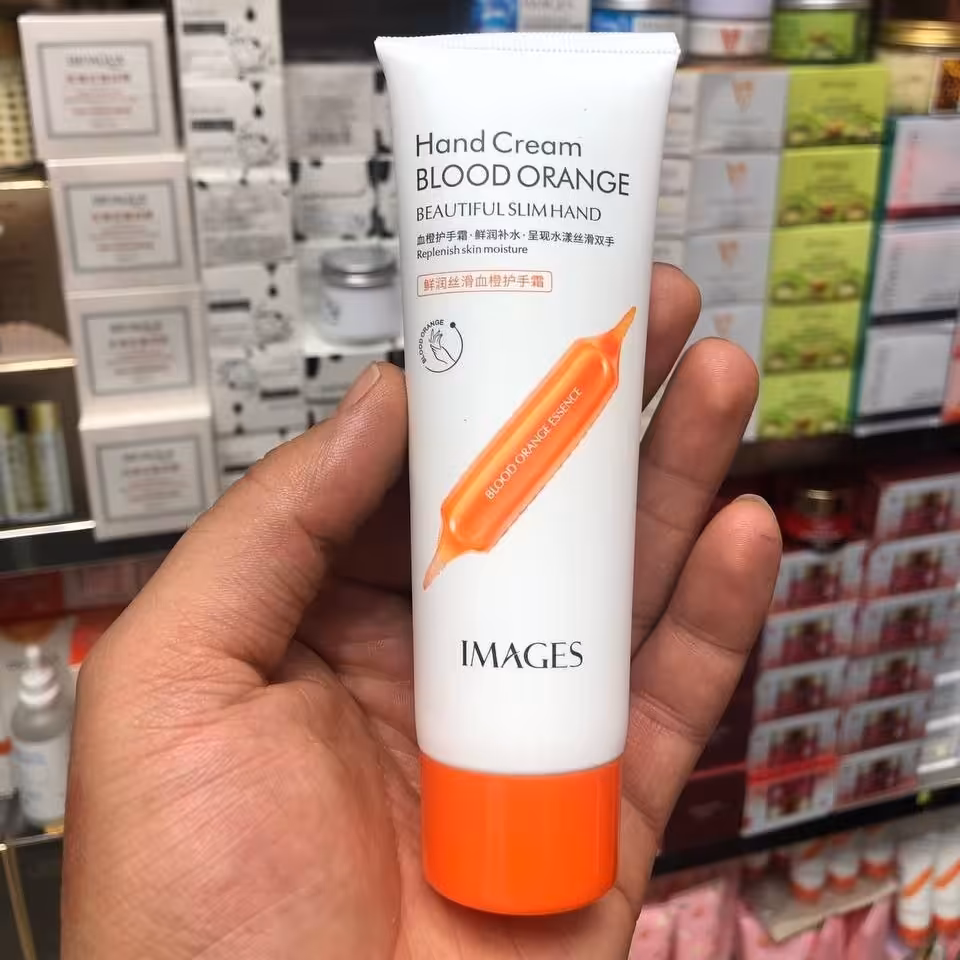 Hand Cream
BLOOD ORANGE
BEAUTIFUL SLIM HAND
血橙护手霜·鲜润补水·呈现水漾丝滑双手
Replenish skin moisture
鲜润丝滑血橙护手霜
BLOOD ORANGE
BLOOD ORANGE ESSENCE
IMAGES